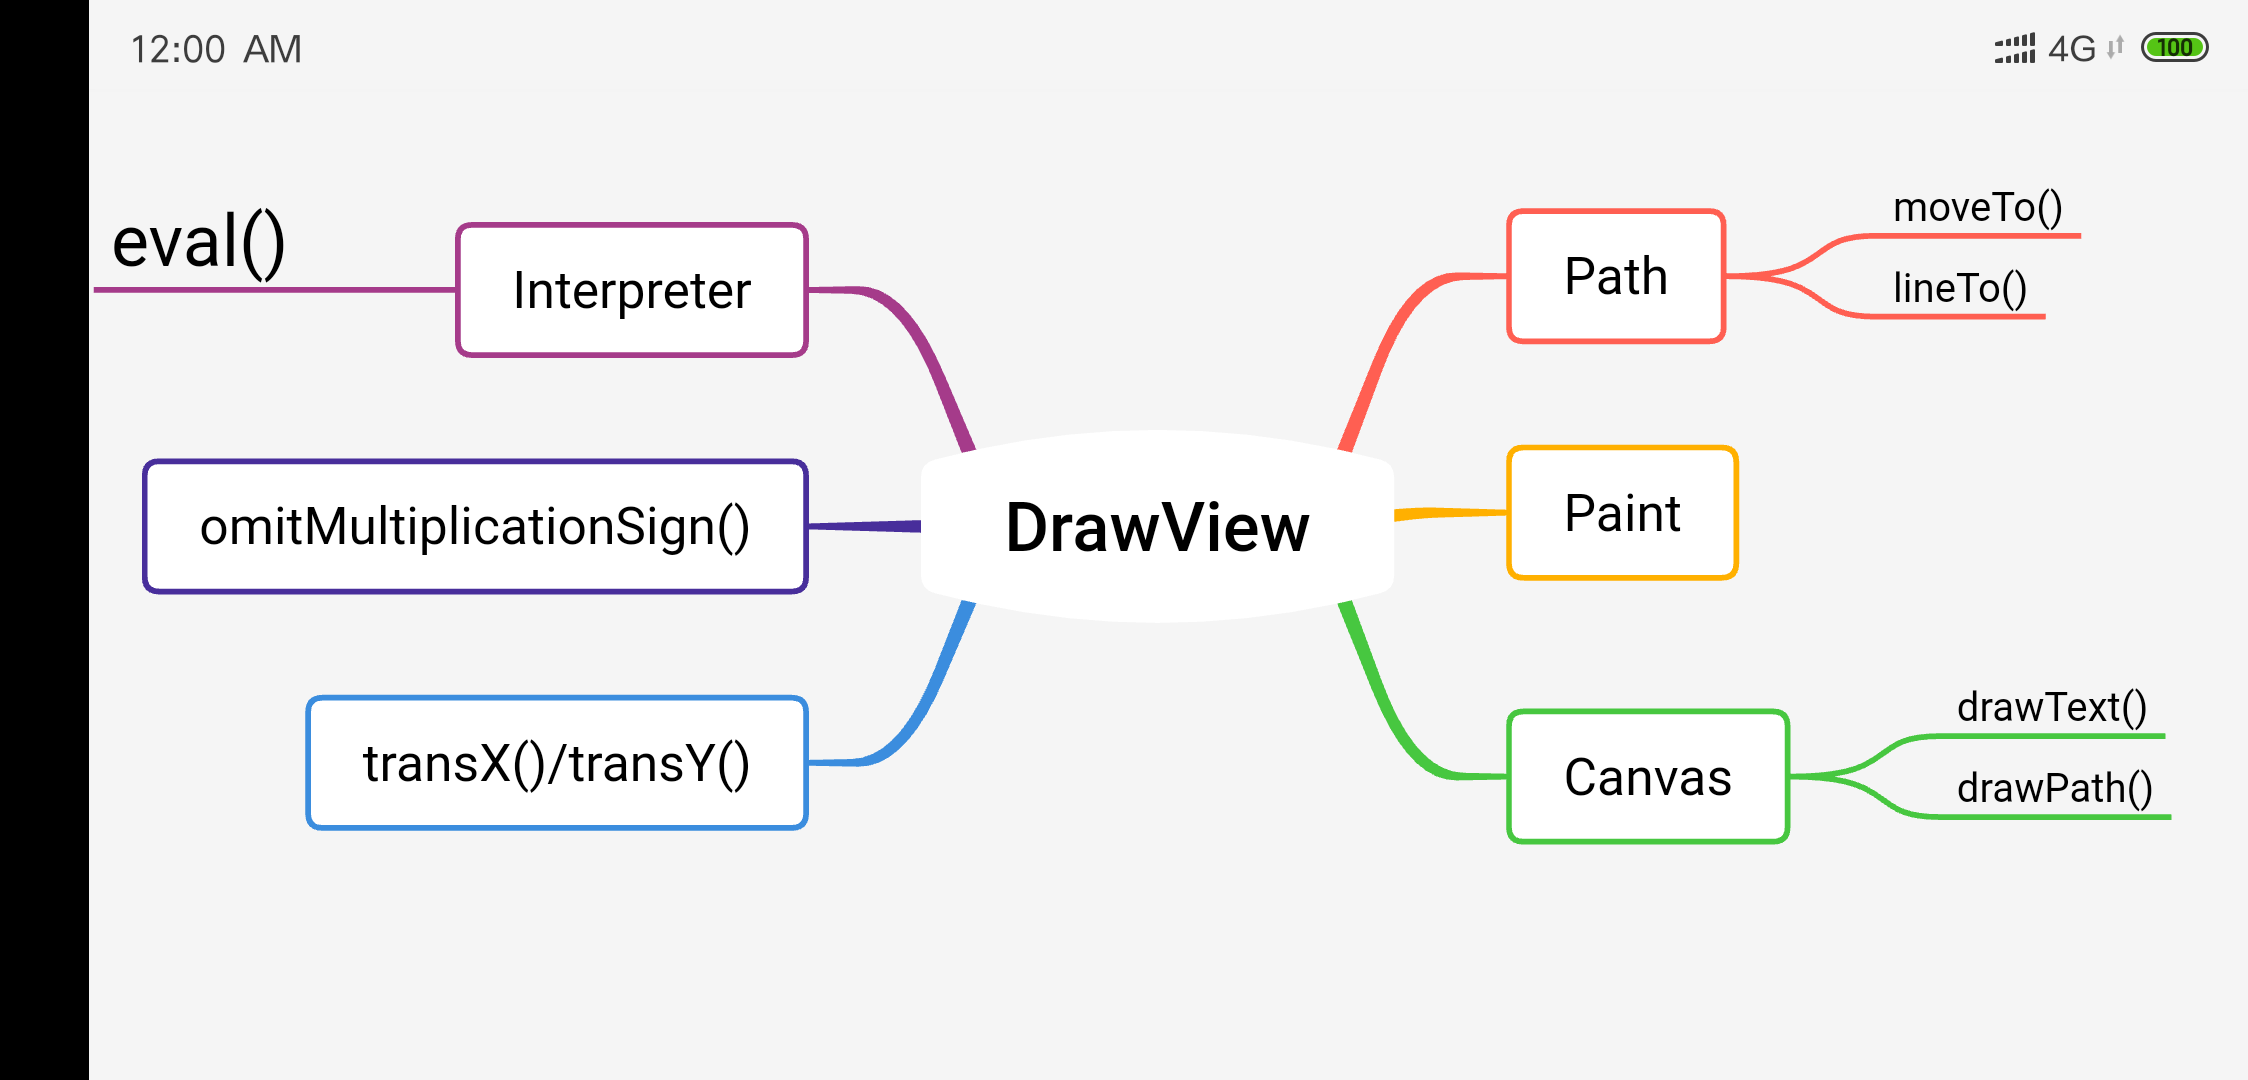 12:00 AM
4G
100
eval()
Interpreter
omitMultiplicationSign()
transX()/transY()
DrawView
Path
moveTo()
lineTo()
Paint
Canvas
drawText()
drawPath()